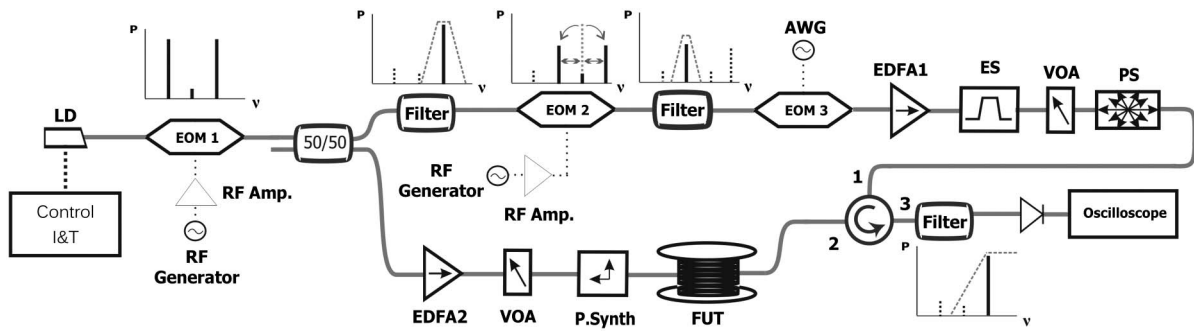 P
ν
P
ν
P
ν
P
ν
AWG
EDFA1
ES
VOA
PS
LD
EOM 1
50/50
Filter
EOM 2
Filter
EOM 3
RF
Generator
RF Amp.
Control
I&T
RF Amp.
RF
Generator
1
2
3
Filter
Oscilloscope
P
ν
EDFA2
VOA
P.Synth
FUT